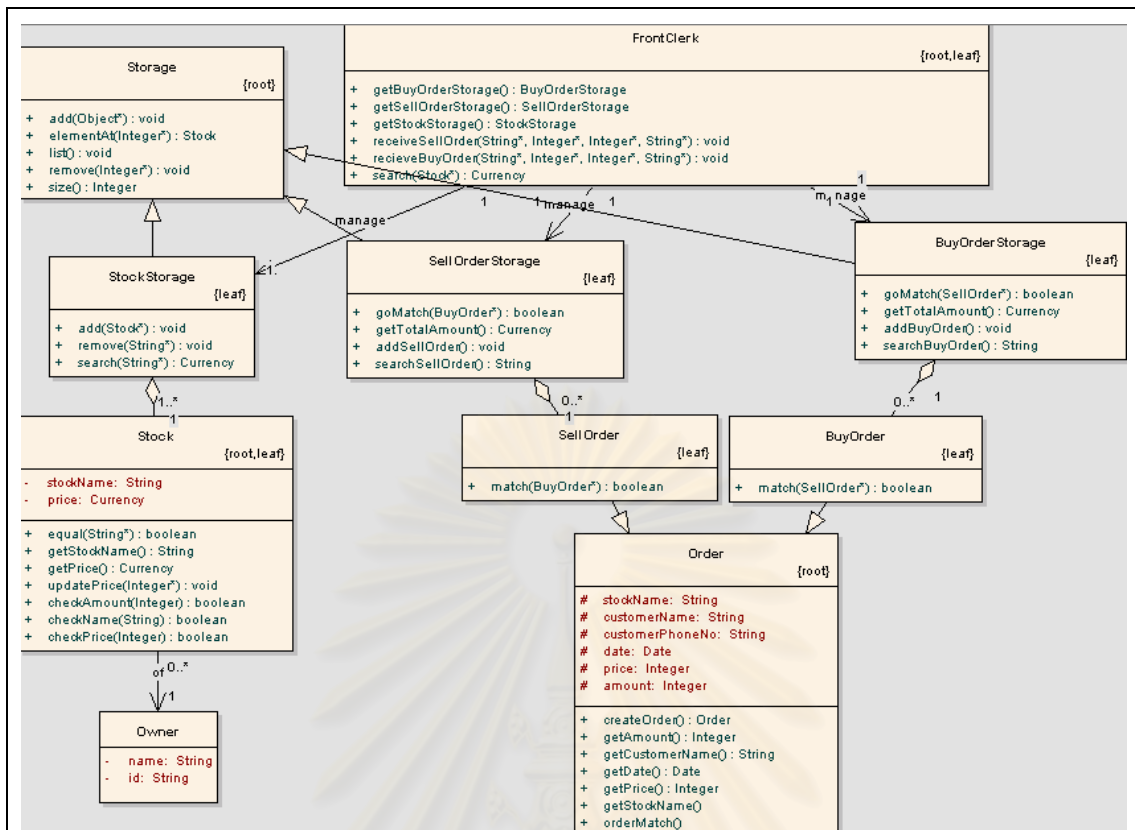 FrontClerk
{root,leaf}
+ getBuyOrderStorage() : BuyOrderStorage
+ getSellOrderStorage() : SellOrderStorage
+ getStockStorage() : StockStorage
+ receiveSellOrder(String*, Integer*, Integer*, String*) : void
+ recieveBuyOrder(String*, Integer*, Integer*, String*) : void
+ search(Stock*) : Currency
Storage
{root}
+ add(Object*) : void
+ elementAt(Integer*) : Stock
+ list() : void
+ remove(Integer*) : void
+ size() : Integer
manage
1
1..
1
manage
1
1
m1nage
StockStorage
{leaf}
+ add(Stock*) : void
+ remove(String*) : void
+ search(String*) : Currency
SellOrderStorage
{leaf}
+ goMatch(BuyOrder*) : boolean
+ getTotalAmount() : Currency
+ addSellOrder() : void
+ searchSellOrder() : String
BuyOrderStorage
{leaf}
+ goMatch(SellOrder*) : boolean
+ getTotalAmount() : Currency
+ addBuyOrder() : void
+ searchBuyOrder() : String
1..*
1
0..*
1
0..*
1
Stock
{root,leaf}
- stockName: String
- price: Currency
+ equal(String*) : boolean
+ getStockName() : String
+ getPrice() : Currency
+ updatePrice(Integer*) : void
+ checkAmount(Integer) : boolean
+ checkName(String) : boolean
+ checkPrice(Integer) : boolean
SellOrder
{leaf}
+ match(BuyOrder*) : boolean
BuyOrder
{leaf}
+ match(SellOrder*) : boolean
Order
{root}
# stockName: String
# customerName: String
# customerPhoneNo: String
# date: Date
# price: Integer
# amount: Integer
+ createOrder() : Order
+ getAmount() : Integer
+ getCustomerName() : String
+ getDate() : Date
+ getPrice() : Integer
+ getStockName()
+ orderMatch()
of 0..*
1
Owner
- name: String
- id: String